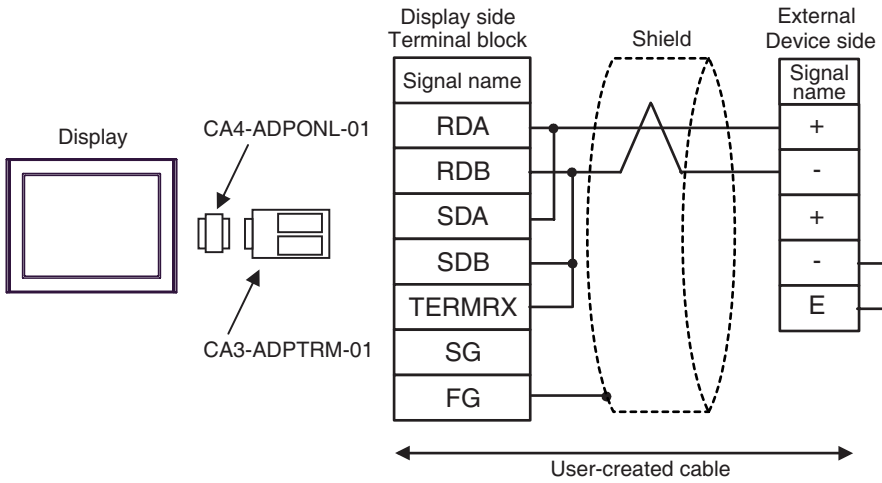 Display side
Terminal block
Shield
External
Device side
Signal name
Signal
name
Display
CA4-ADPONL-01
CA3-ADPTRM-01
RDA
+
RDB
-
SDA
+
SDB
-
TERMRX
E
SG
FG
User-created cable